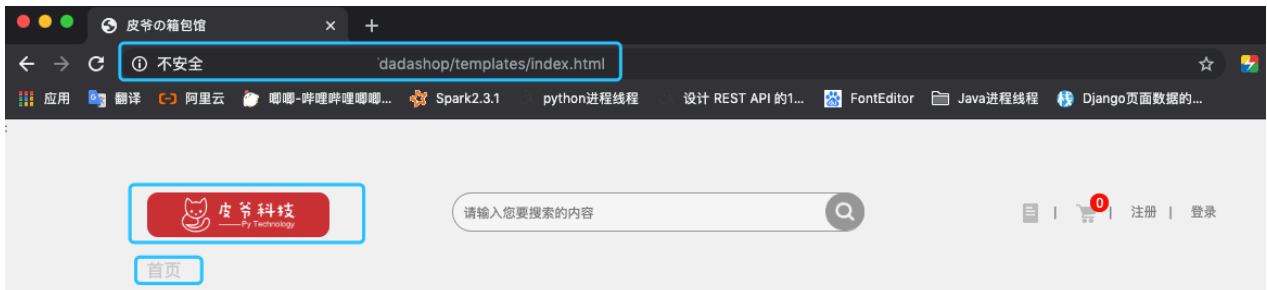 皮爷の箱包馆
不安全 dadashop/templates/index.html
应用 翻译 阿里云 唧唧-哔哩哔哩唧唧... Spark2.3.1 python进程线程 设计 REST API 的1... FontEditor Java进程线程 Django页面数据的...
皮爷科技
Py Technology
请输入您要搜索的内容
0
| | 注册 | 登录
首页